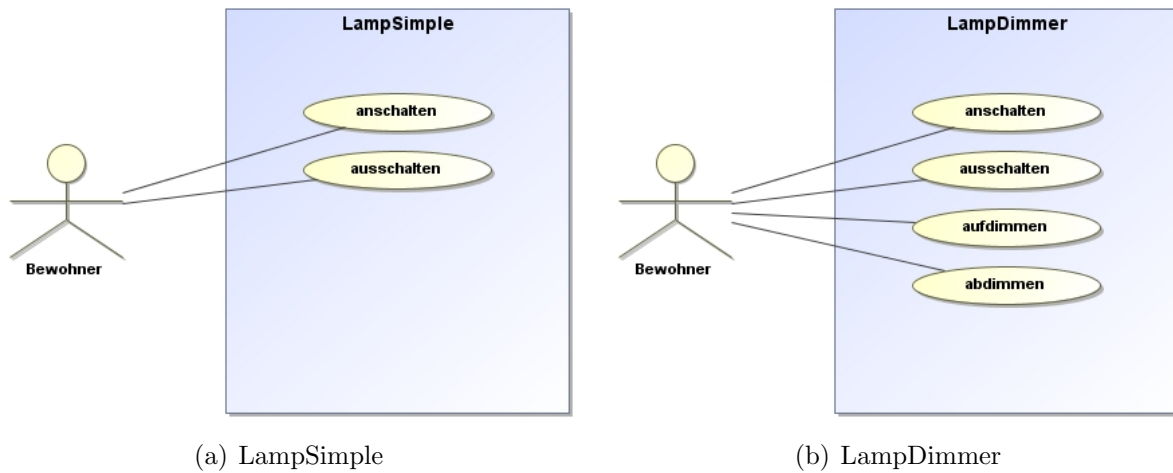 LampSimple
anschalten
ausschalten
Bewohner
(a) LampSimple
LampDimmer
anschalten
ausschalten
aufdimmen
abdimmen
Bewohner
(b) LampDimmer